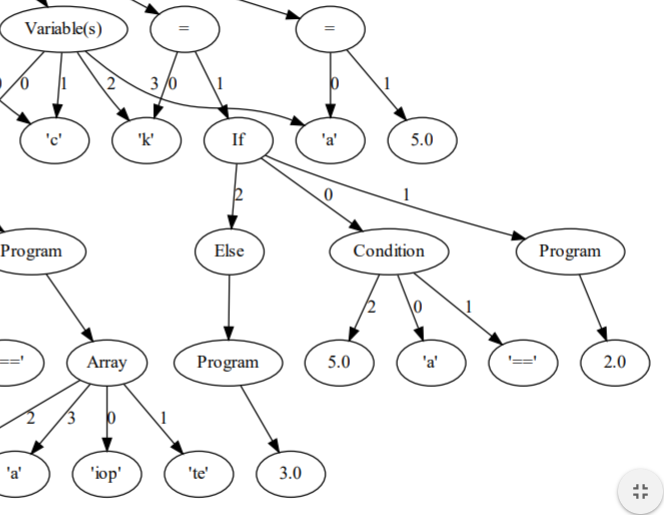 Variable(s) = =
0 1 2 3 0 1 0 1
'c' 'k' If 'a' 5.0
2 0 1
Program Else Condition Program
2 0 1
==' Array Program 5.0 'a' '==' 2.0
2 3 0 1
'a' 'iop' 'te' 3.0